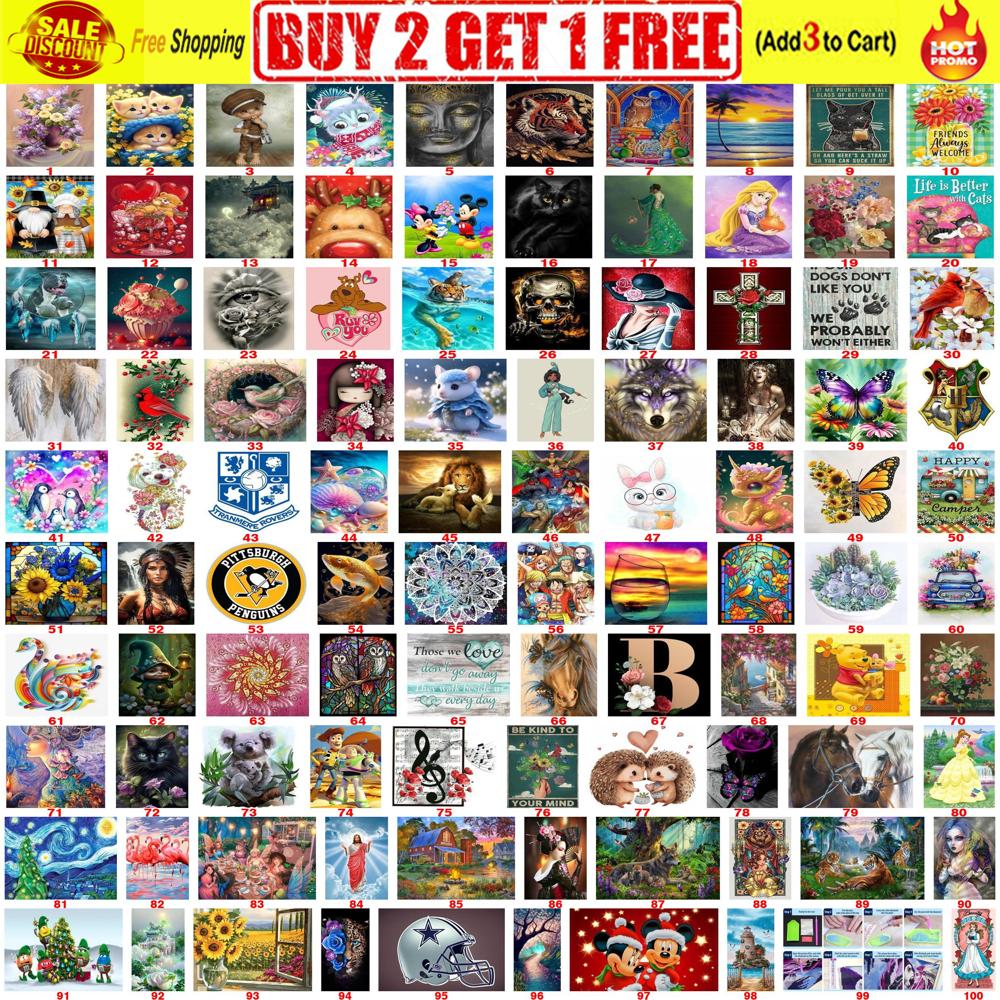 SALE
DISCOUNT
Free Shopping
BUY 2 GET 1 FREE
(Add 3 to Cart)
HOT
PROMO
LET ME POUR YOU A TALL
GLASS OF GET OVER IT
OH AND HERE'S A STRAW
SO YOU CAN SUCK IT UP
FRIENDS
Always
WELCOME
1 2 3 4 5 6 7 8 9 10
Life is Better
with Cats
11 12 13 14 15 16 17 18 19 20
Ruv
you
DOGS DON'T
LIKE YOU
WE
PROBABLY
WON'T EITHER
21 22 23 24 25 26 27 28 29 30
31 32 33 34 35 36 37 38 39 40
TRANMERE ROVERS
HAPPY
Camper
41 42 43 44 45 46 47 48 49 50
PITTSBURGH
PENGUINS
51 52 53 54 55 56 57 58 59 60
Those we love
don't go away
They walk beside us
every day
B
61 62 63 64 65 66 67 68 69 70
BE KIND TO
YOUR MIND
71 72 73 74 75 76 77 78 79 80
81 82 83 84 85 86 87 88 89 90
91 92 93 94 95 96 97 98 99 100